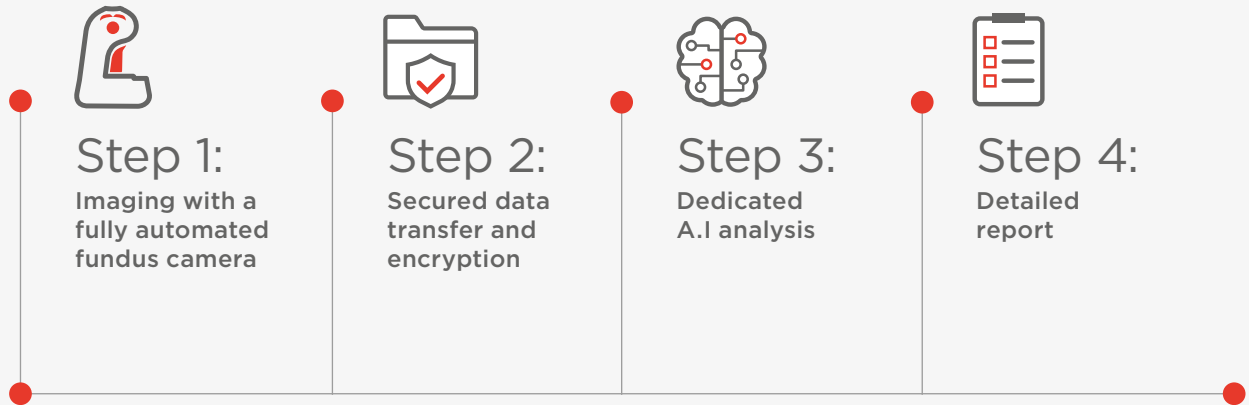 Step 1:
Imaging with a
fully automated
fundus camera
Step 2:
Secured data
transfer and
encryption
Step 3:
Dedicated
A.I analysis
Step 4:
Detailed
report